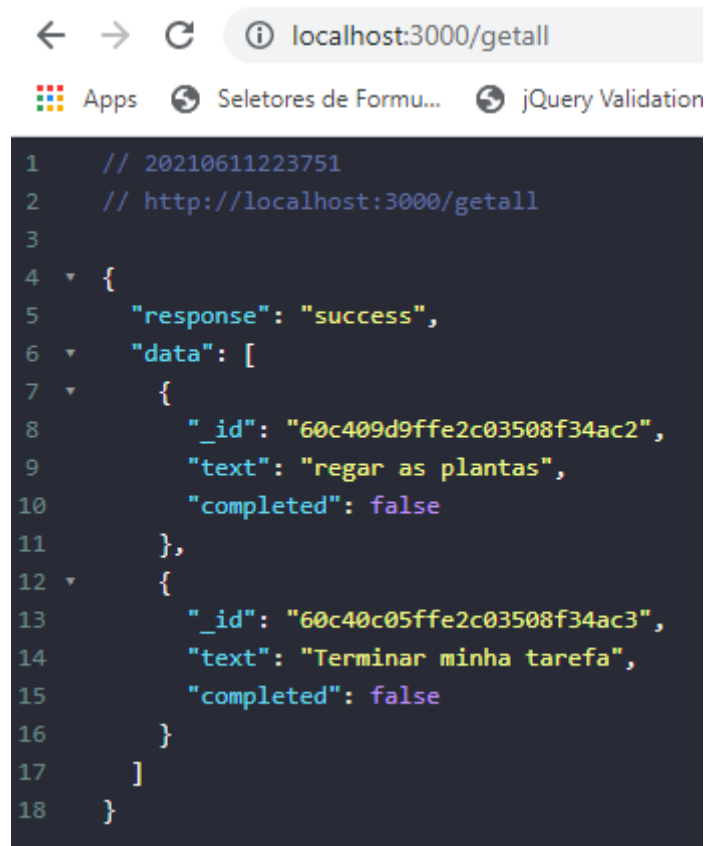 localhost:3000/getall
Apps Seletores de Formu... jQuery Validation
1 // 20210611223751
2 // http://localhost:3000/getall
3
4 {
5 "response": "success",
6 "data": [
7 {
8 "_id": "60c409d9ffe2c03508f34ac2",
9 "text": "regar as plantas",
10 "completed": false
11 },
12 {
13 "_id": "60c40c05ffe2c03508f34ac3",
14 "text": "Terminar minha tarefa",
15 "completed": false
16 }
17 ]
18 }